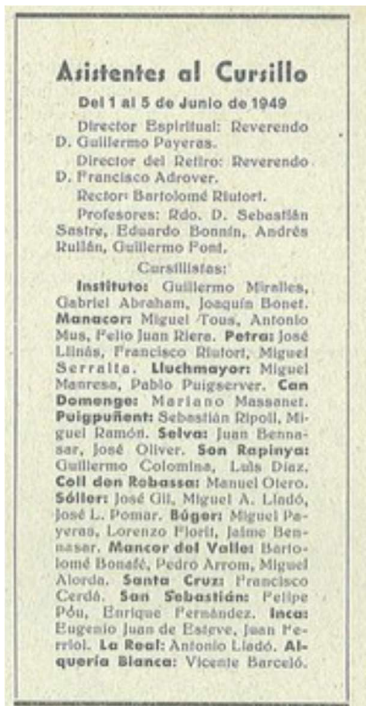 Asistentes al Cursillo
Del 1 al 5 de Junio de 1949
Director Espiritual: Reverendo
D. Guillermo Payeras.
Director del Retiro: Reverendo
D. Francisco Adrover.
Rector: Bartolomé Riutort.
Profesores: Rdo. D. Sebastián
Sastre, Eduardo Bonnín, Andrés
Rullán, Guillermo Font.
Cursillistas:
Instituto: Guillermo Miralles,
Gabriel Abraham, Joaquín Bonet.
Manacor: Miguel Tous, Antonio
Mus, Felio Juan Riera. Petra: José
Llinás, Francisco Riutort, Miguel
Serralta. Lluchmayor: Miguel
Manresa, Pablo Puigserver. Can
Domenge: Mariano Massanet.
Puigpuñent: Sebastián Ripoll, Mi-
guel Ramón. Selva: Juan Benna-
sar, José Oliver. Son Rapinya:
Guillermo Colomina, Luis Díaz.
Coll den Rabassa: Manuel Otero.
Sóller: José Gil, Miguel A. Lladó,
José L. Pomar. Búger: Miguel Pa-
yeras, Lorenzo Fiorit, Jaime Ben-
nasar. Mancor del Valle: Barto-
lomé Bonafé, Pedro Arrom, Miguel
Alorda. Santa Cruz: Francisco
Cerdá. San Sebastián: Felipe
Póu, Enrique Fernández. Inca:
Eugenio Juan de Esteve, Juan Fe-
rriol. La Real: Antonio Lladó. Al-
quería Blanca: Vicente Barceló.